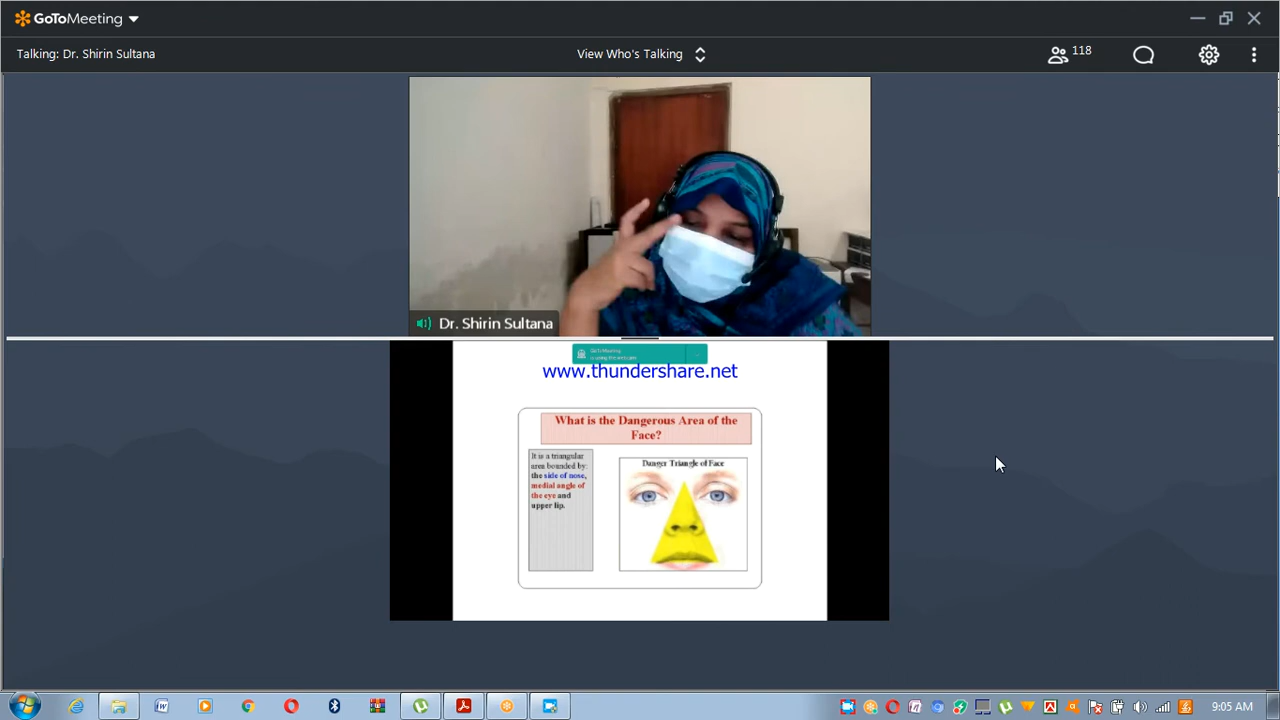 GoToMeeting
Talking: Dr. Shirin Sultana
View Who's Talking
118
Dr. Shirin Sultana
www.thundershare.net
What is the Dangerous Area of the
Face?
It is a triangular
area bounded by:
the side of nose,
medial angle of
the eye and
upper lip.
Danger Triangle of Face
9:05 AM